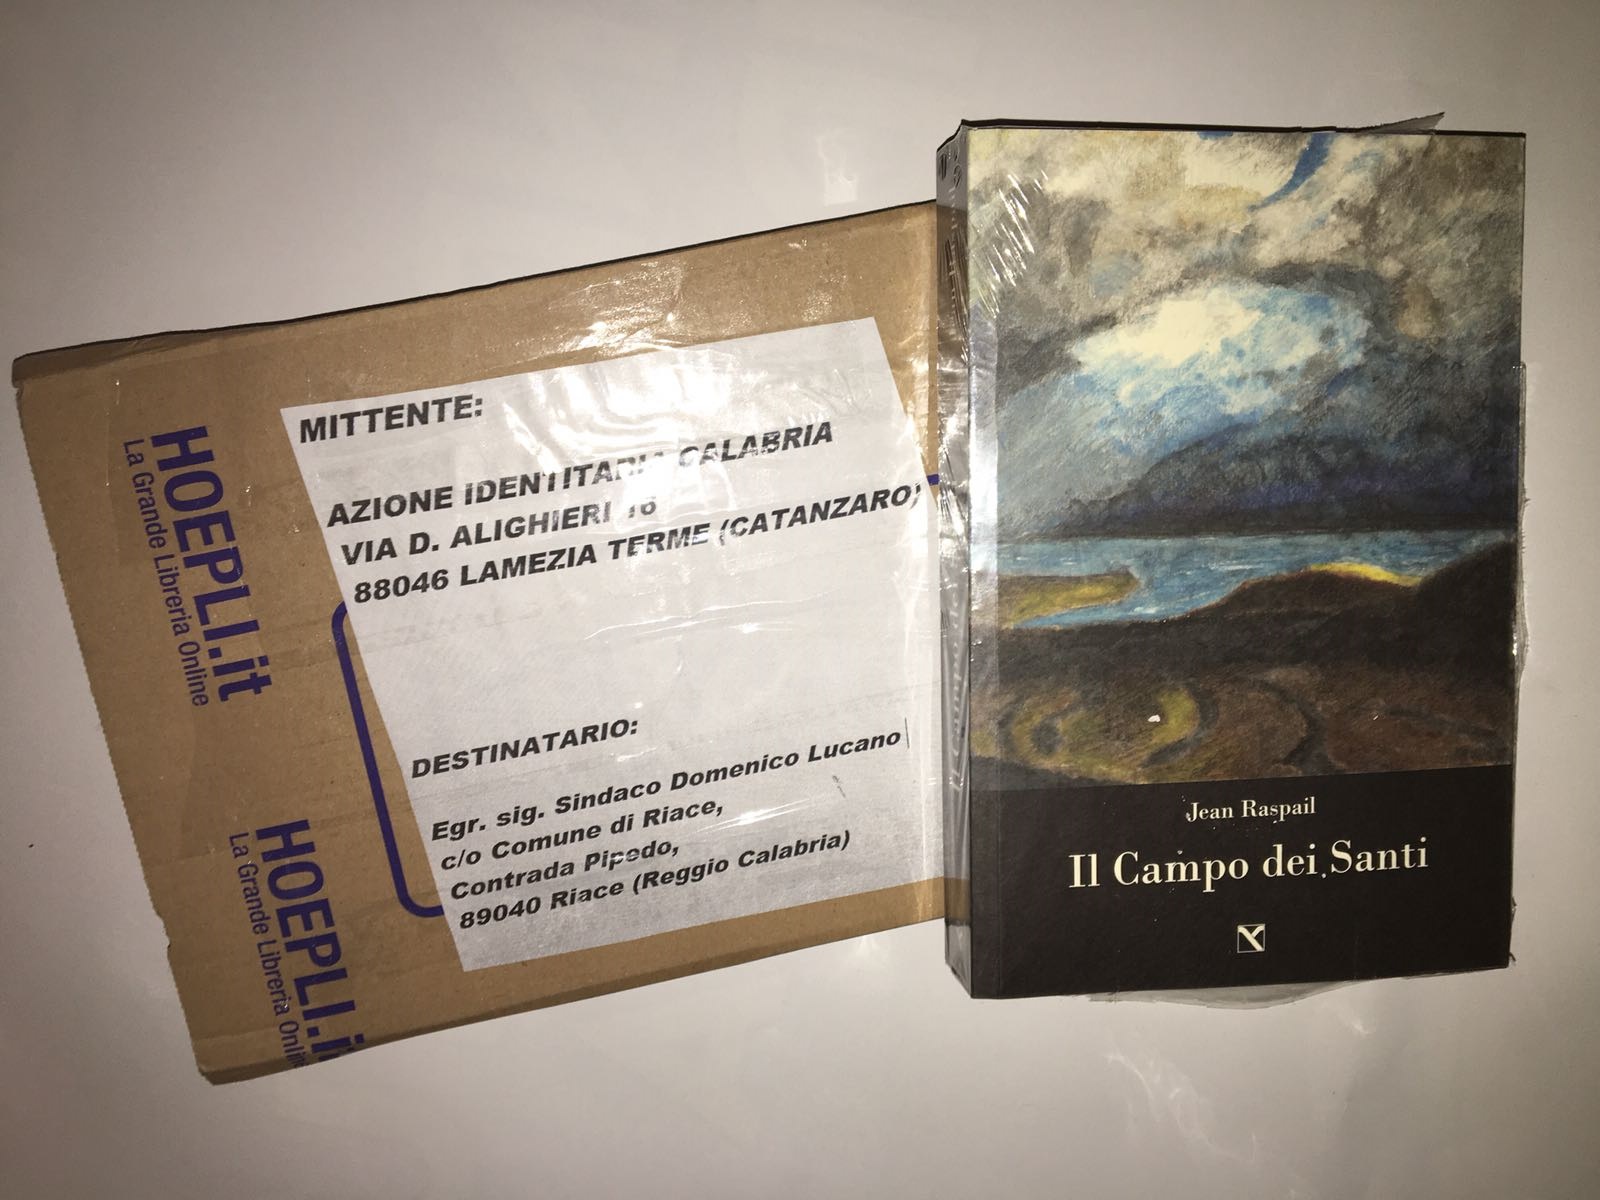 HOEPLI.it
La Grande Libreria Online
HOEPLI.it
La Grande Libreria Online
MITTENTE:
AZIONE IDENTITARIA CALABRIA
VIA D. ALIGHIERI 16
88046 LAMEZIA TERME (CATANZARO)
DESTINATARIO:
Egr. sig. Sindaco Domenico Lucano
c/o Comune di Riace,
Contrada Pipedo,
89040 Riace (Reggio Calabria)
Jean Raspail
Il Campo dei Santi